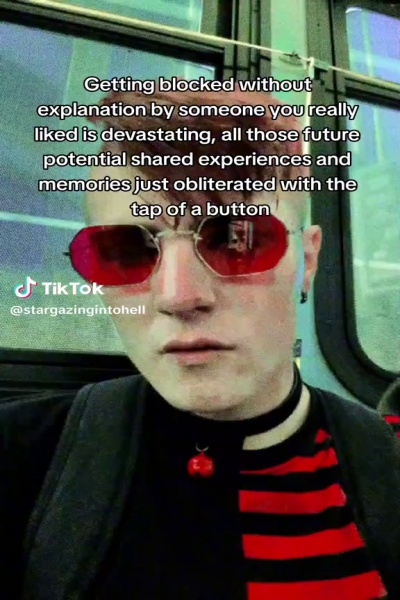 Getting blocked without
explanation by someone you really
liked is devastating, all those future
potential shared experiences and
memories just obliterated with the
tap of a button
TikTok
@stargazingintohell